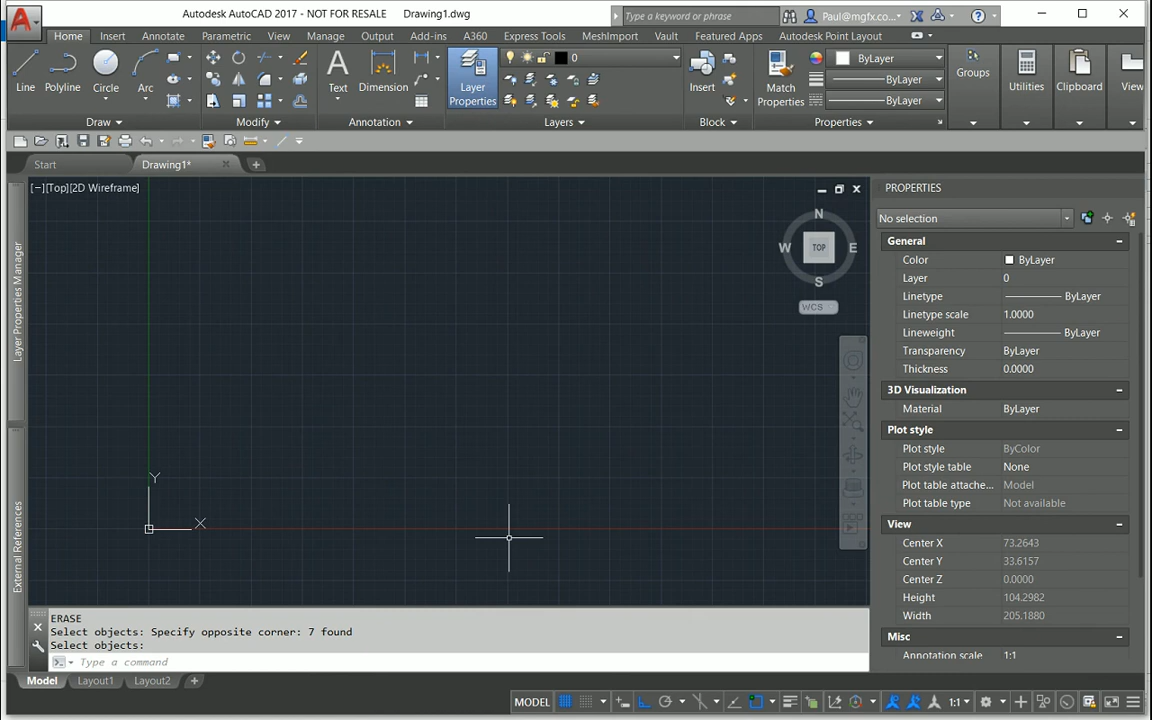 Autodesk AutoCAD 2017 - NOT FOR RESALE Drawing1.dwg
Type a keyword or phrase
Paul@mgfx.co...
Home Insert Annotate Parametric View Manage Output Add-ins A360 Express Tools MeshImport Vault Featured Apps Autodesk Point Layout
Line Polyline Circle Arc
Text Dimension
Layer Properties
0
Insert
Match Properties
ByLayer
ByLayer
ByLayer
Groups
Utilities
Clipboard
View
Draw Modify Annotation Layers Block Properties
Start Drawing1*
[−][Top][2D Wireframe]
N
W TOP E
S
WCS
Y
X
Layer Properties Manager
External References
PROPERTIES
No selection
General
Color ByLayer
Layer 0
Linetype ByLayer
Linetype scale 1.0000
Lineweight ByLayer
Transparency ByLayer
Thickness 0.0000
3D Visualization
Material ByLayer
Plot style
Plot style ByColor
Plot style table None
Plot table attache... Model
Plot table type Not available
View
Center X 73.2643
Center Y 33.6157
Center Z 0.0000
Height 104.2982
Width 205.1880
Misc
Annotation scale 1:1
ERASE
Select objects: Specify opposite corner: 7 found
Select objects:
Type a command
Model Layout1 Layout2
MODEL 1:1